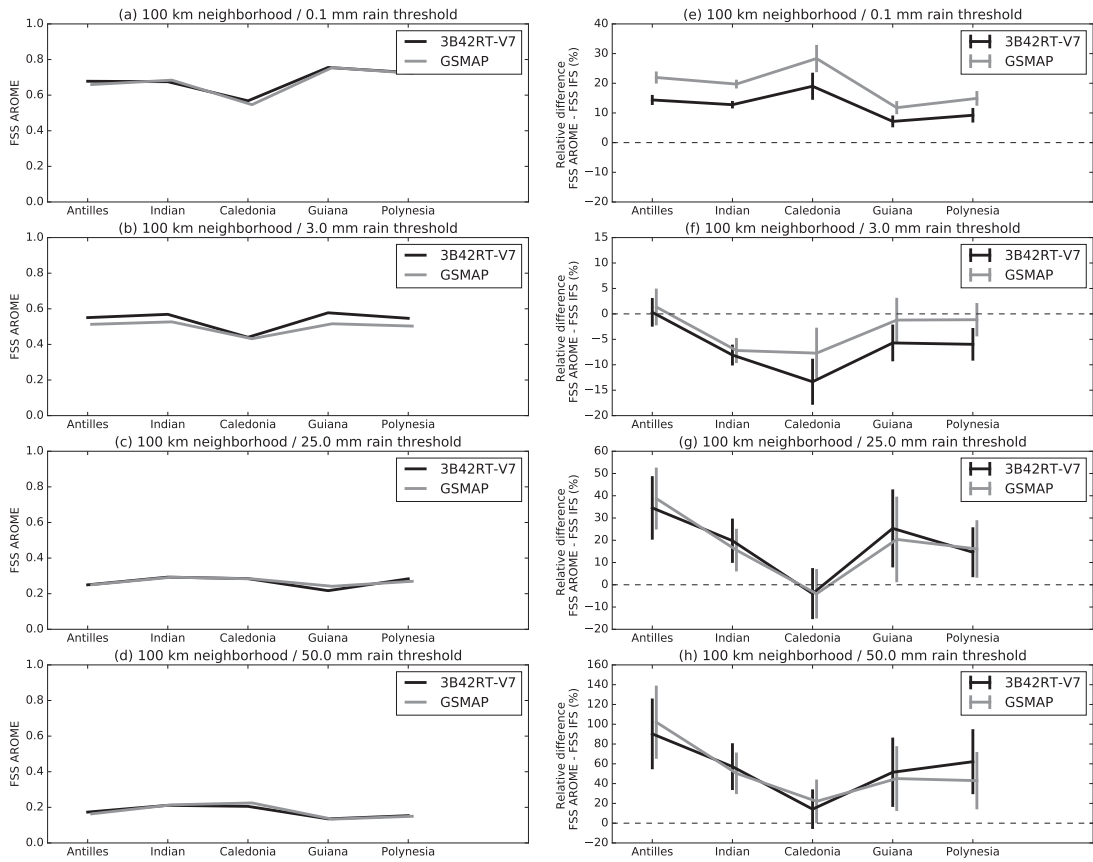 (a) 100 km neighborhood / 0.1 mm rain threshold
1.0
0.8
0.6
0.4
0.2
0.0
FSS AROME
3B42RT-V7
GSMAP
Antilles Indian Caledonia Guiana Polynesia
(e) 100 km neighborhood / 0.1 mm rain threshold
40
30
20
10
0
−10
−20
Relative difference
FSS AROME - FSS IFS (%)
3B42RT-V7
GSMAP
Antilles Indian Caledonia Guiana Polynesia
(b) 100 km neighborhood / 3.0 mm rain threshold
1.0
0.8
0.6
0.4
0.2
0.0
FSS AROME
3B42RT-V7
GSMAP
Antilles Indian Caledonia Guiana Polynesia
(f) 100 km neighborhood / 3.0 mm rain threshold
15
10
5
0
−5
−10
−15
−20
Relative difference
FSS AROME - FSS IFS (%)
3B42RT-V7
GSMAP
Antilles Indian Caledonia Guiana Polynesia
(c) 100 km neighborhood / 25.0 mm rain threshold
1.0
0.8
0.6
0.4
0.2
0.0
FSS AROME
3B42RT-V7
GSMAP
Antilles Indian Caledonia Guiana Polynesia
(g) 100 km neighborhood / 25.0 mm rain threshold
60
50
40
30
20
10
0
−10
−20
Relative difference
FSS AROME - FSS IFS (%)
3B42RT-V7
GSMAP
Antilles Indian Caledonia Guiana Polynesia
(d) 100 km neighborhood / 50.0 mm rain threshold
1.0
0.8
0.6
0.4
0.2
0.0
FSS AROME
3B42RT-V7
GSMAP
Antilles Indian Caledonia Guiana Polynesia
(h) 100 km neighborhood / 50.0 mm rain threshold
160
140
120
100
80
60
40
20
0
−20
Relative difference
FSS AROME - FSS IFS (%)
3B42RT-V7
GSMAP
Antilles Indian Caledonia Guiana Polynesia